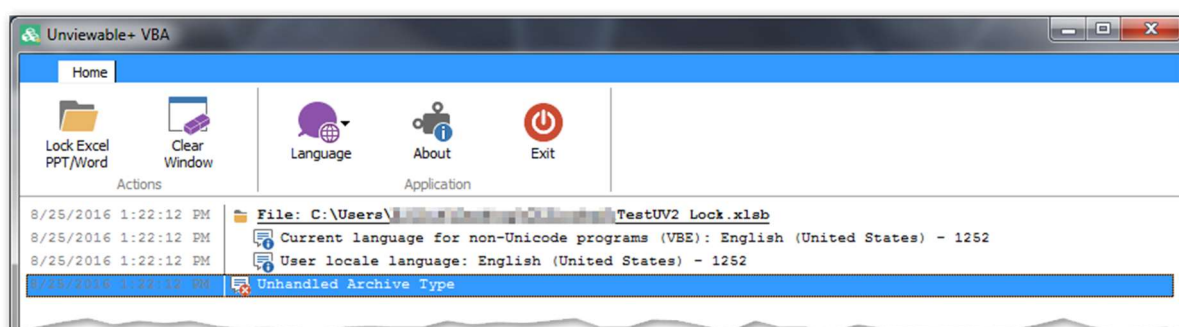 Unviewable+ VBA
Home
Lock Excel
PPT/Word
Clear
Window
Actions
Language
About
Exit
Application
8/25/2016 1:22:12 PM File: C:\Users\ TestUV2 Lock.xlsb
8/25/2016 1:22:12 PM Current language for non-Unicode programs (VBE): English (United States) - 1252
8/25/2016 1:22:12 PM User locale language: English (United States) - 1252
8/25/2016 1:22:12 PM Unhandled Archive Type